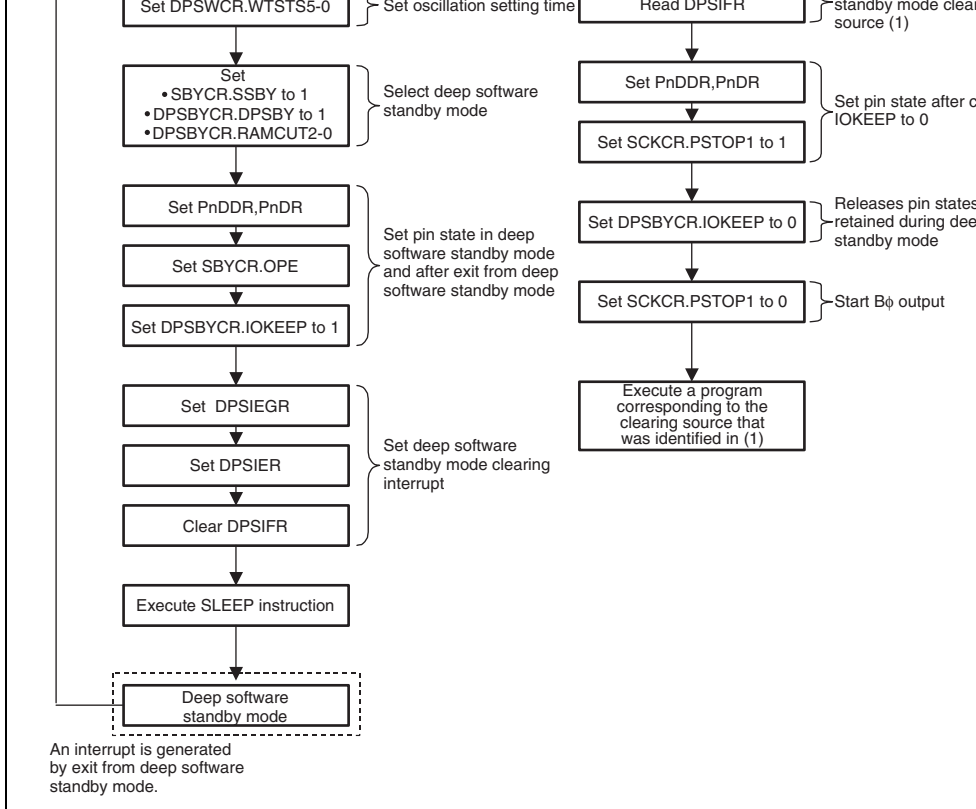 Set DPSWCR.WTSTS5-0
Set oscillation setting time
Set
• SBYCR.SSBY to 1
• DPSBYCR.DPSBY to 1
• DPSBYCR.RAMCUT2-0
Select deep software
standby mode
Set PnDDR,PnDR
Set SBYCR.OPE
Set DPSBYCR.IOKEEP to 1
Set pin state in deep
software standby mode
and after exit from deep
software standby mode
Set DPSIEGR
Set DPSIER
Clear DPSIFR
Set deep software
standby mode clearing
interrupt
Execute SLEEP instruction
Deep software
standby mode
An interrupt is generated
by exit from deep software
standby mode.
Read DPSIFR
standby mode clear
source (1)
Set PnDDR,PnDR
Set SCKCR.PSTOP1 to 1
Set pin state after c
IOKEEP to 0
Set DPSBYCR.IOKEEP to 0
Releases pin states
retained during dee
standby mode
Set SCKCR.PSTOP1 to 0
Start Bϕ output
Execute a program
corresponding to the
clearing source that
was identified in (1)